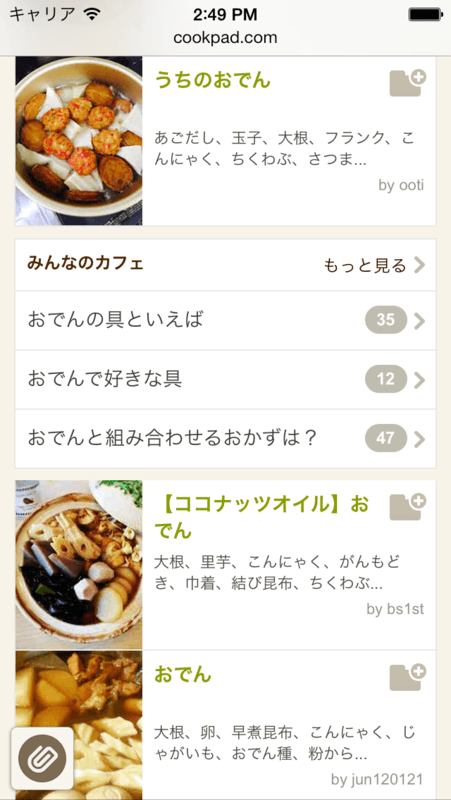 キャリア 2:49 PM
cookpad.com
うちのおでん
あごだし、玉子、大根、フランク、こ
んにゃく、ちくわぶ、さつま...
by ooti
みんなのカフェ もっと見る
おでんの具といえば 35
おでんで好きな具 12
おでんと組み合わせるおかずは？ 47
【ココナッツオイル】お
でん
大根、里芋、こんにゃく、がんもど
き、巾着、結び昆布、ちくわぶ...
by bs1st
おでん
大根、卵、早煮昆布、こんにゃく、じ
ゃがいも、おでん種、粉から...
by jun120121